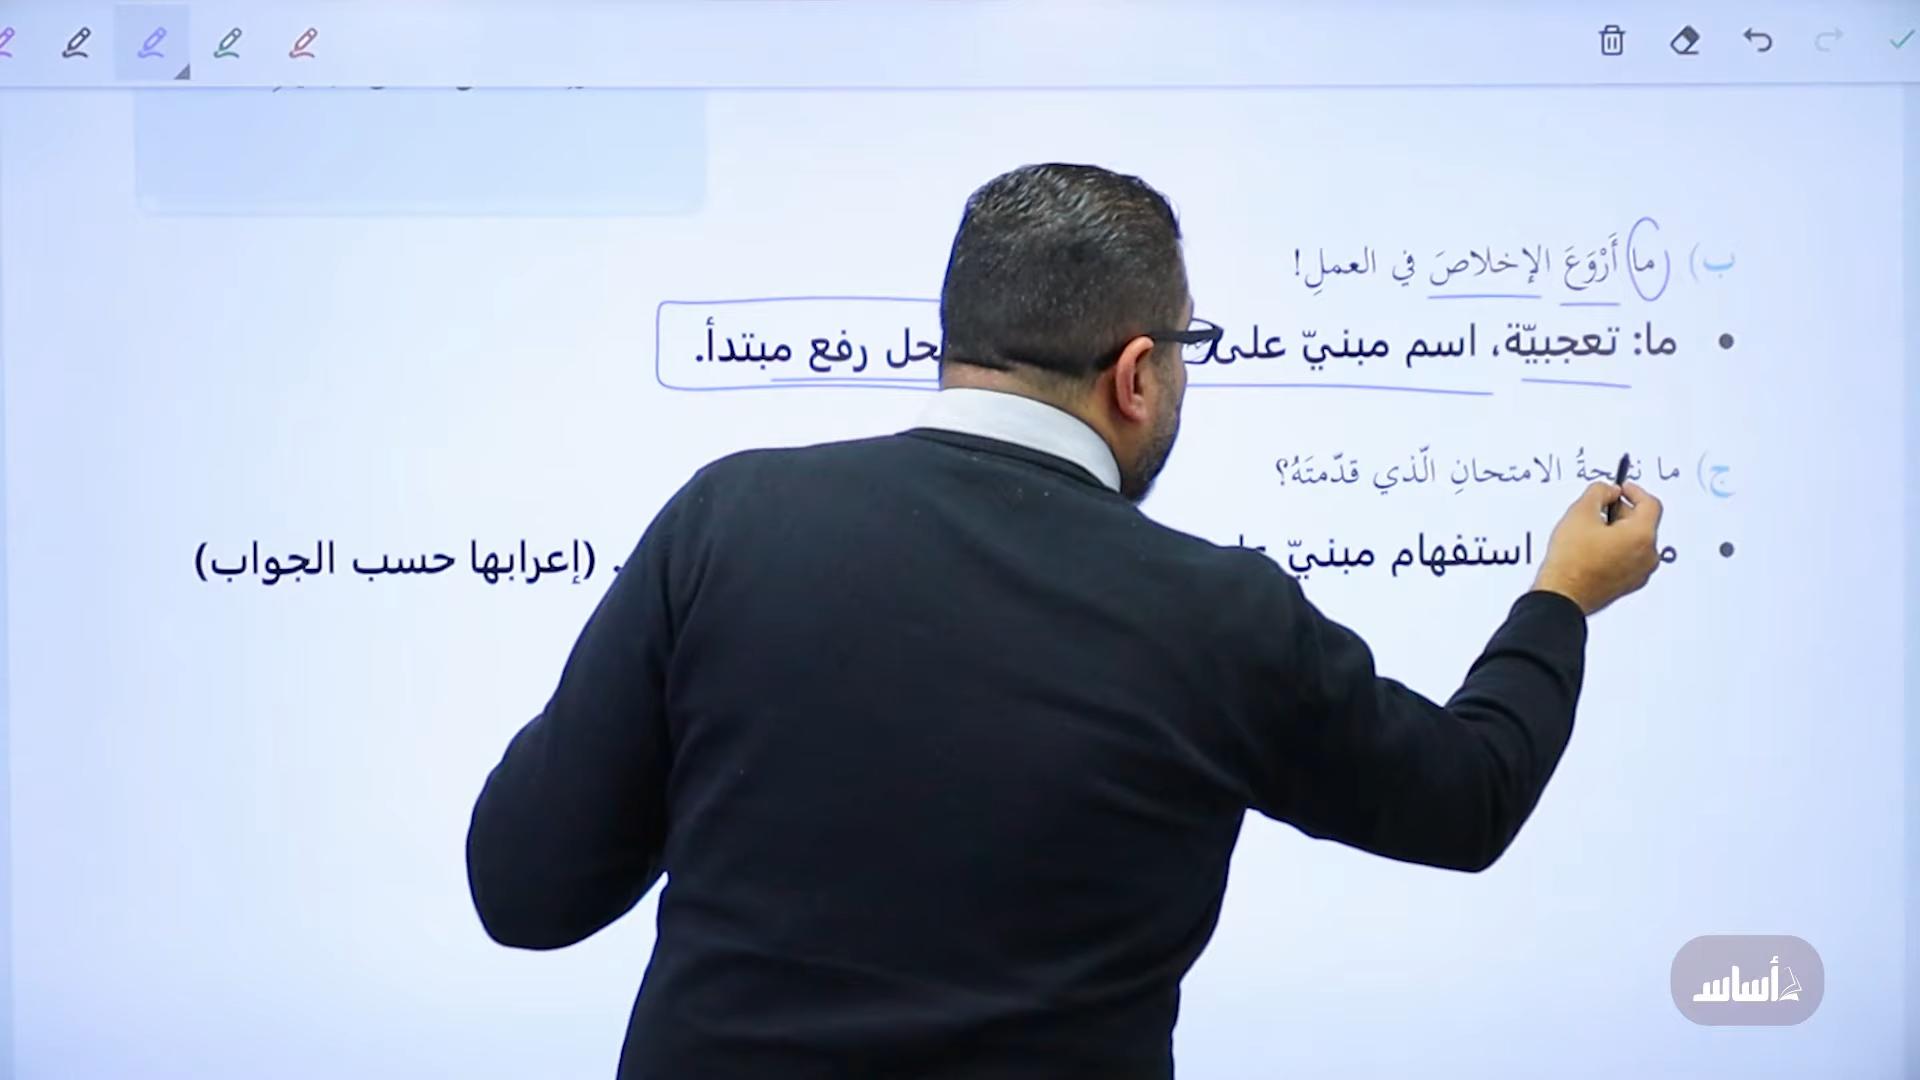 ب) ما أَرْوَعَ الإخلاصَ في العملِ!
• ما: تعجبيّة، اسم مبنيّ على محل رفع مبتدأ.
ج) ما نتيجةُ الامتحانِ الّذي قدّمتَهُ؟
• استفهام مبنيّ (إعرابها حسب الجواب)
أساس